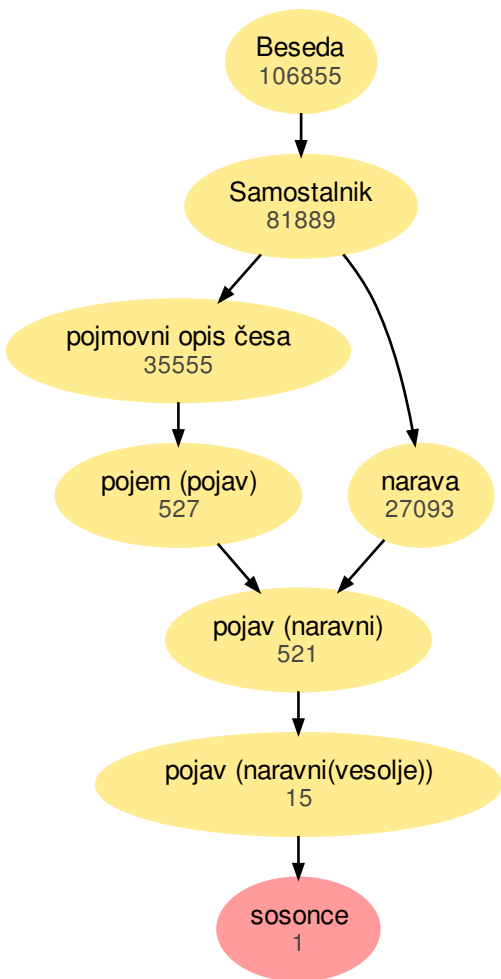 Beseda
106855
Samostalnik
81889
pojmovni opis česa
35555
pojem (pojav)
527
narava
27093
pojav (naravni)
521
pojav (naravni(vesolje))
15
sosonce
1